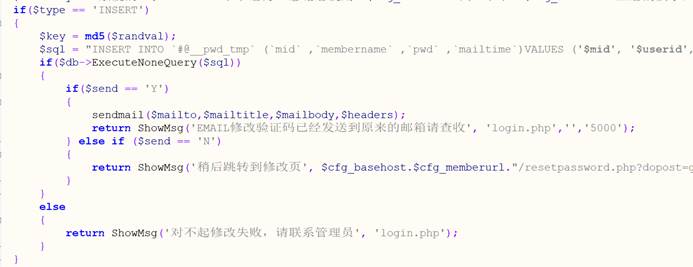 if($type == 'INSERT')
{
$key = md5($randval);
$sql = "INSERT INTO `#@__pwd_tmp` (`mid` ,`membername` ,`pwd` ,`mailtime`)VALUES ('$mid', '$userid',
if($db->ExecuteNoneQuery($sql))
{
if($send == 'Y')
{
sendmail($mailto,$mailtitle,$mailbody,$headers);
return ShowMsg('EMAIL修改验证码已经发送到原来的邮箱请查收', 'login.php','','5000');
} else if ($send == 'N')
{
return ShowMsg('稍后跳转到修改页', $cfg_basehost.$cfg_memberurl."/resetpassword.php?dopost=
}
}
else
{
return ShowMsg('对不起修改失败，请联系管理员', 'login.php');
}
}